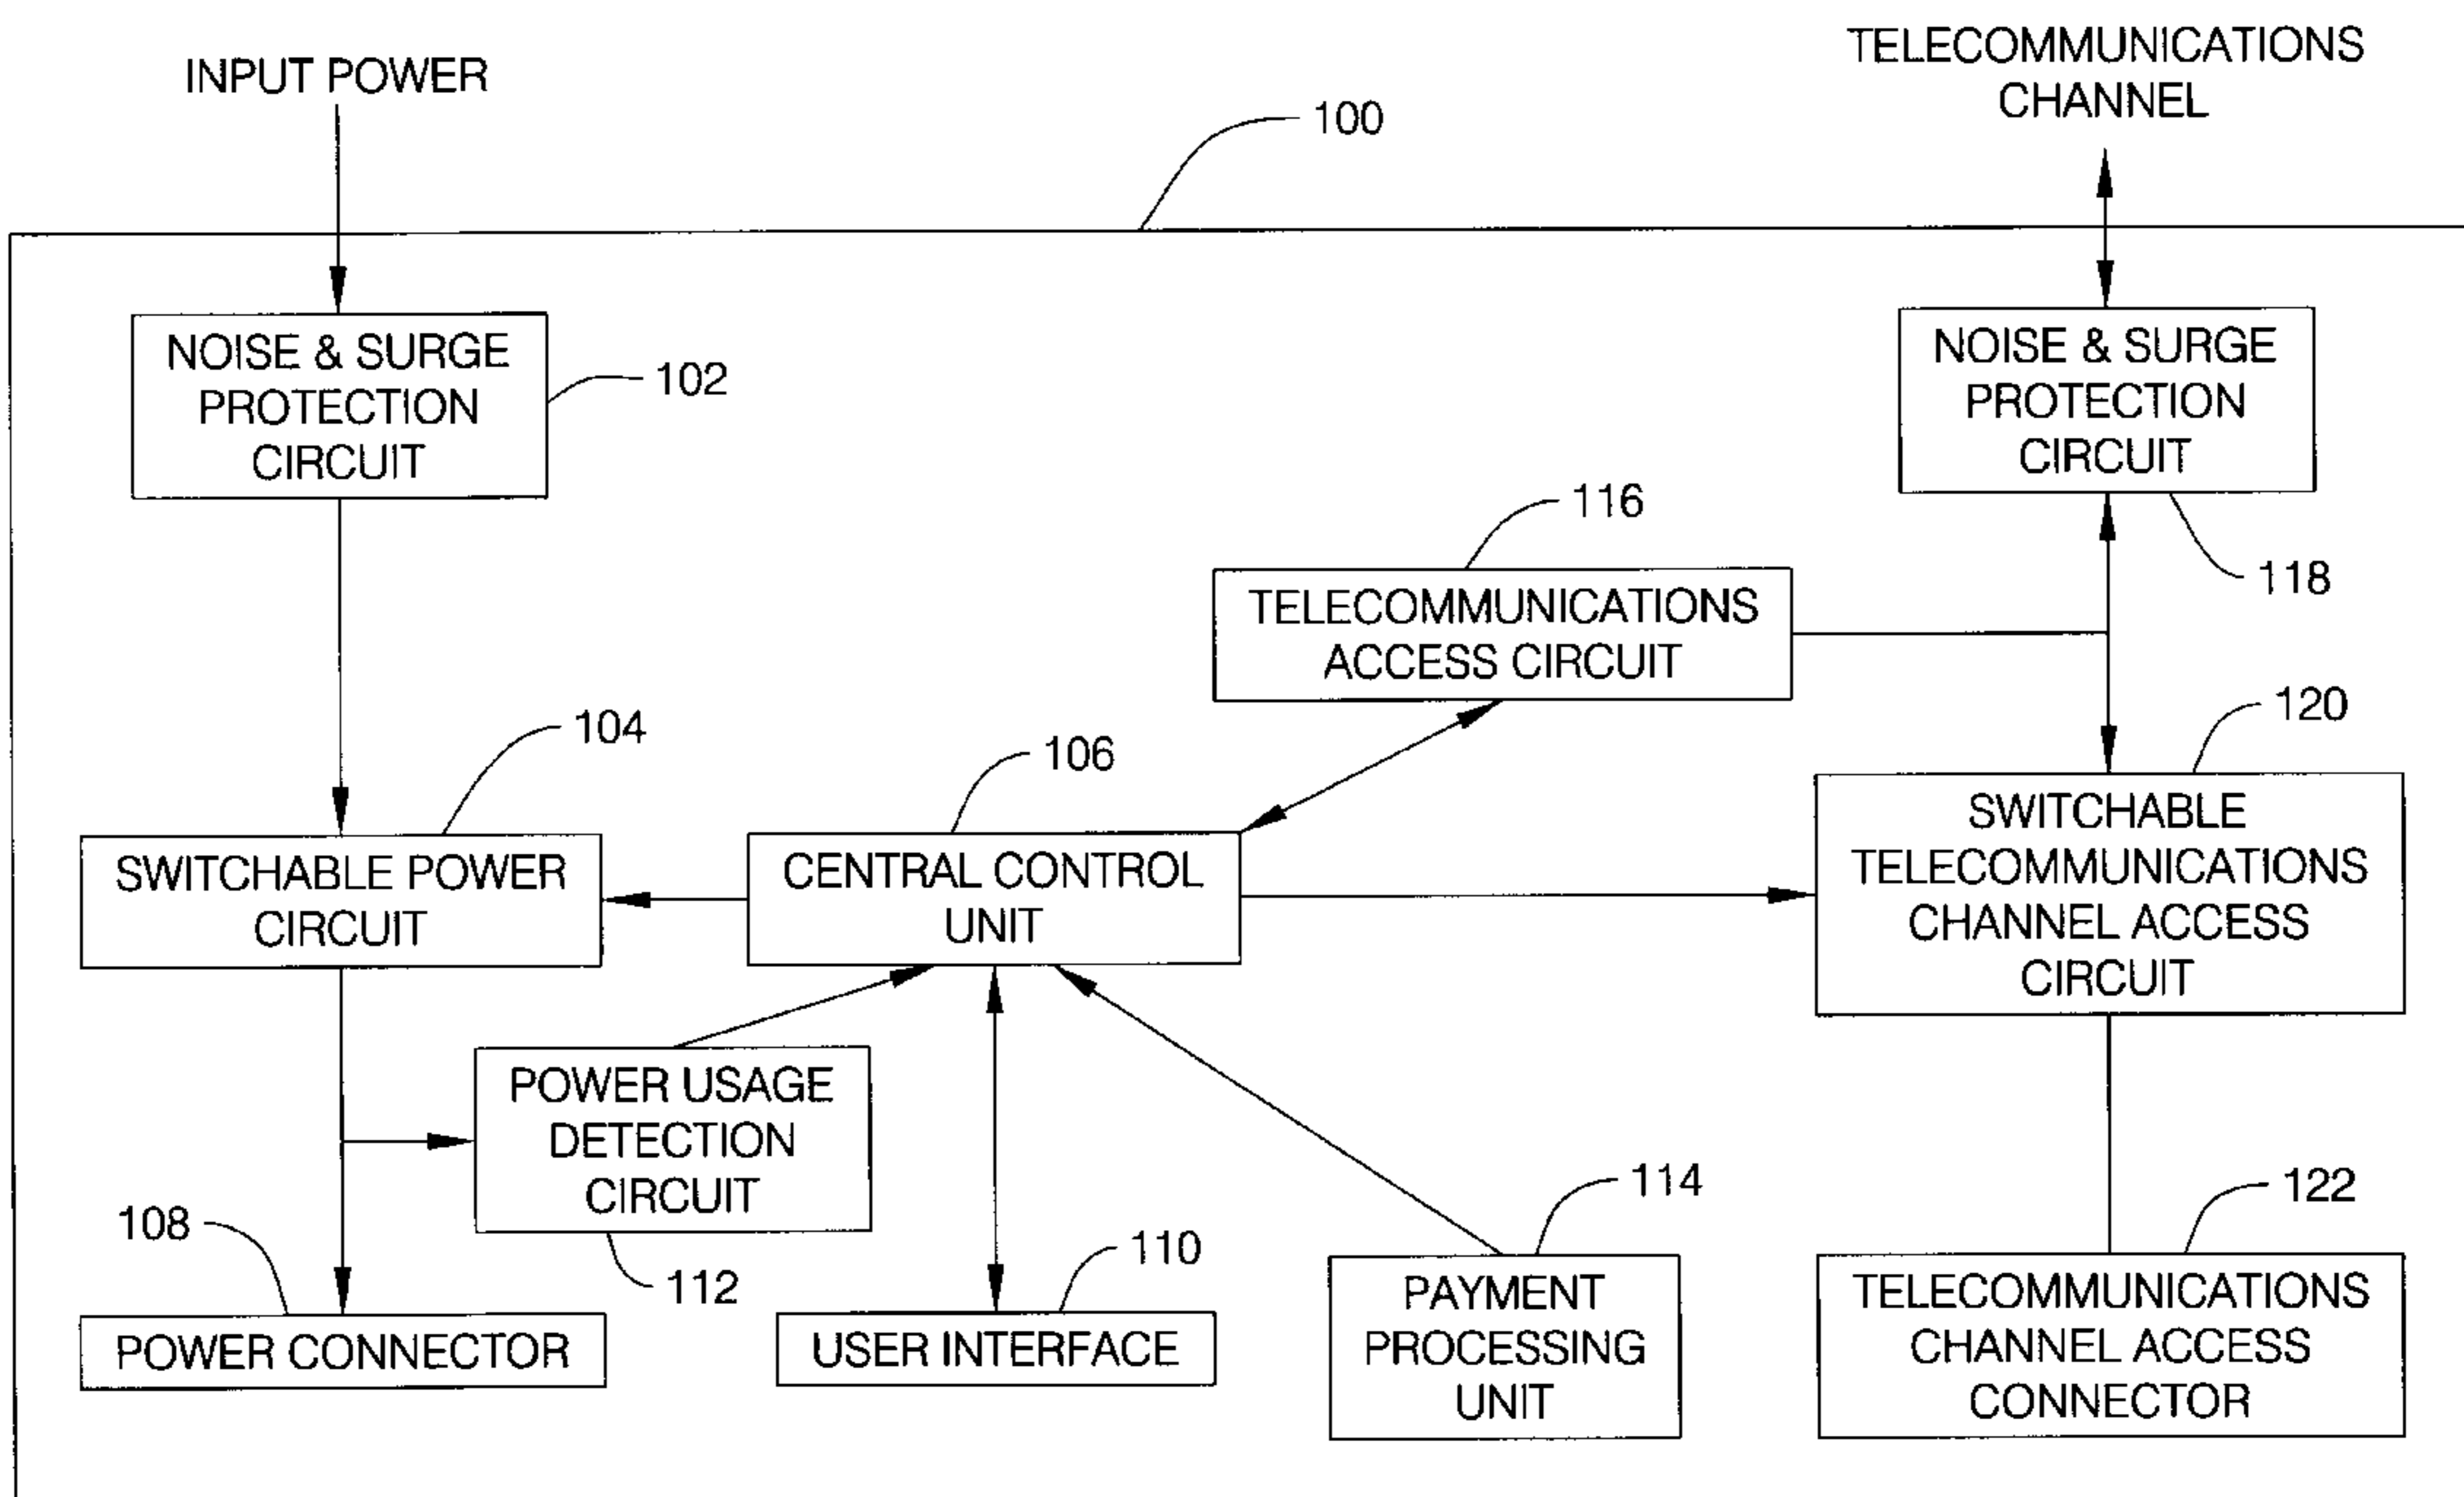 INPUT POWER
TELECOMMUNICATIONS
CHANNEL
100
NOISE & SURGE
PROTECTION
CIRCUIT
102
NOISE & SURGE
PROTECTION
CIRCUIT
118
116
TELECOMMUNICATIONS
ACCESS CIRCUIT
104
SWITCHABLE POWER
CIRCUIT
106
CENTRAL CONTROL
UNIT
120
SWITCHABLE
TELECOMMUNICATIONS
CHANNEL ACCESS
CIRCUIT
POWER USAGE
DETECTION
CIRCUIT
112
108
POWER CONNECTOR
110
USER INTERFACE
114
PAYMENT
PROCESSING
UNIT
122
TELECOMMUNICATIONS
CHANNEL ACCESS
CONNECTOR